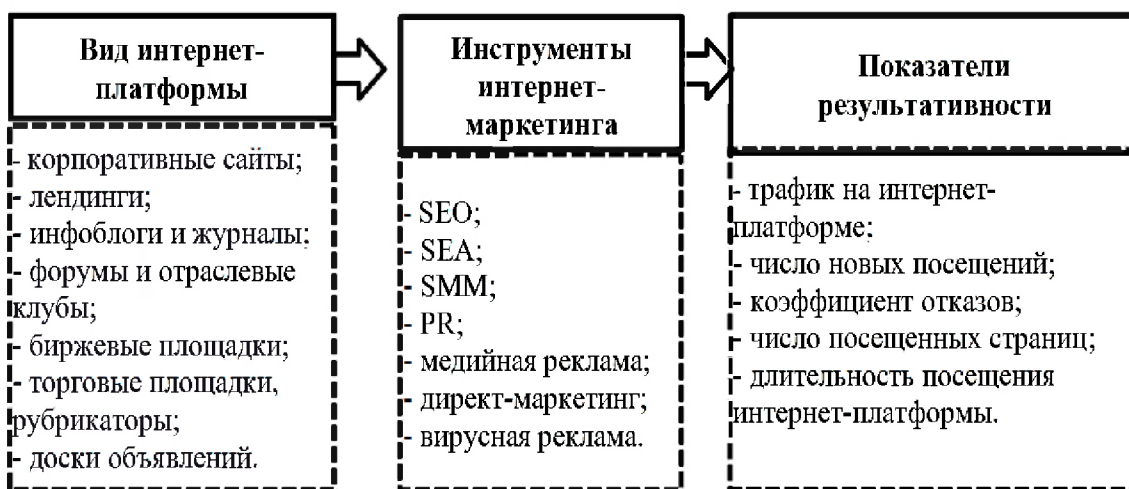 Вид интернет-
платформы
- корпоративные сайты;
- лендинги;
- инфоблоги и журналы;
- форумы и отраслевые
клубы;
- биржевые площадки;
- торговые площадки,
рубрикаторы;
- доски объявлений.
Инструменты
интернет-
маркетинга
- SEO;
- SEA;
- SMM;
- PR;
- медийная реклама;
- директ-маркетинг;
- вирусная реклама.
Показатели
результативности
- трафик на интернет-
платформе;
- число новых посещений;
- коэффициент отказов;
- число посещенных страниц;
- длительность посещения
интернет-платформы.